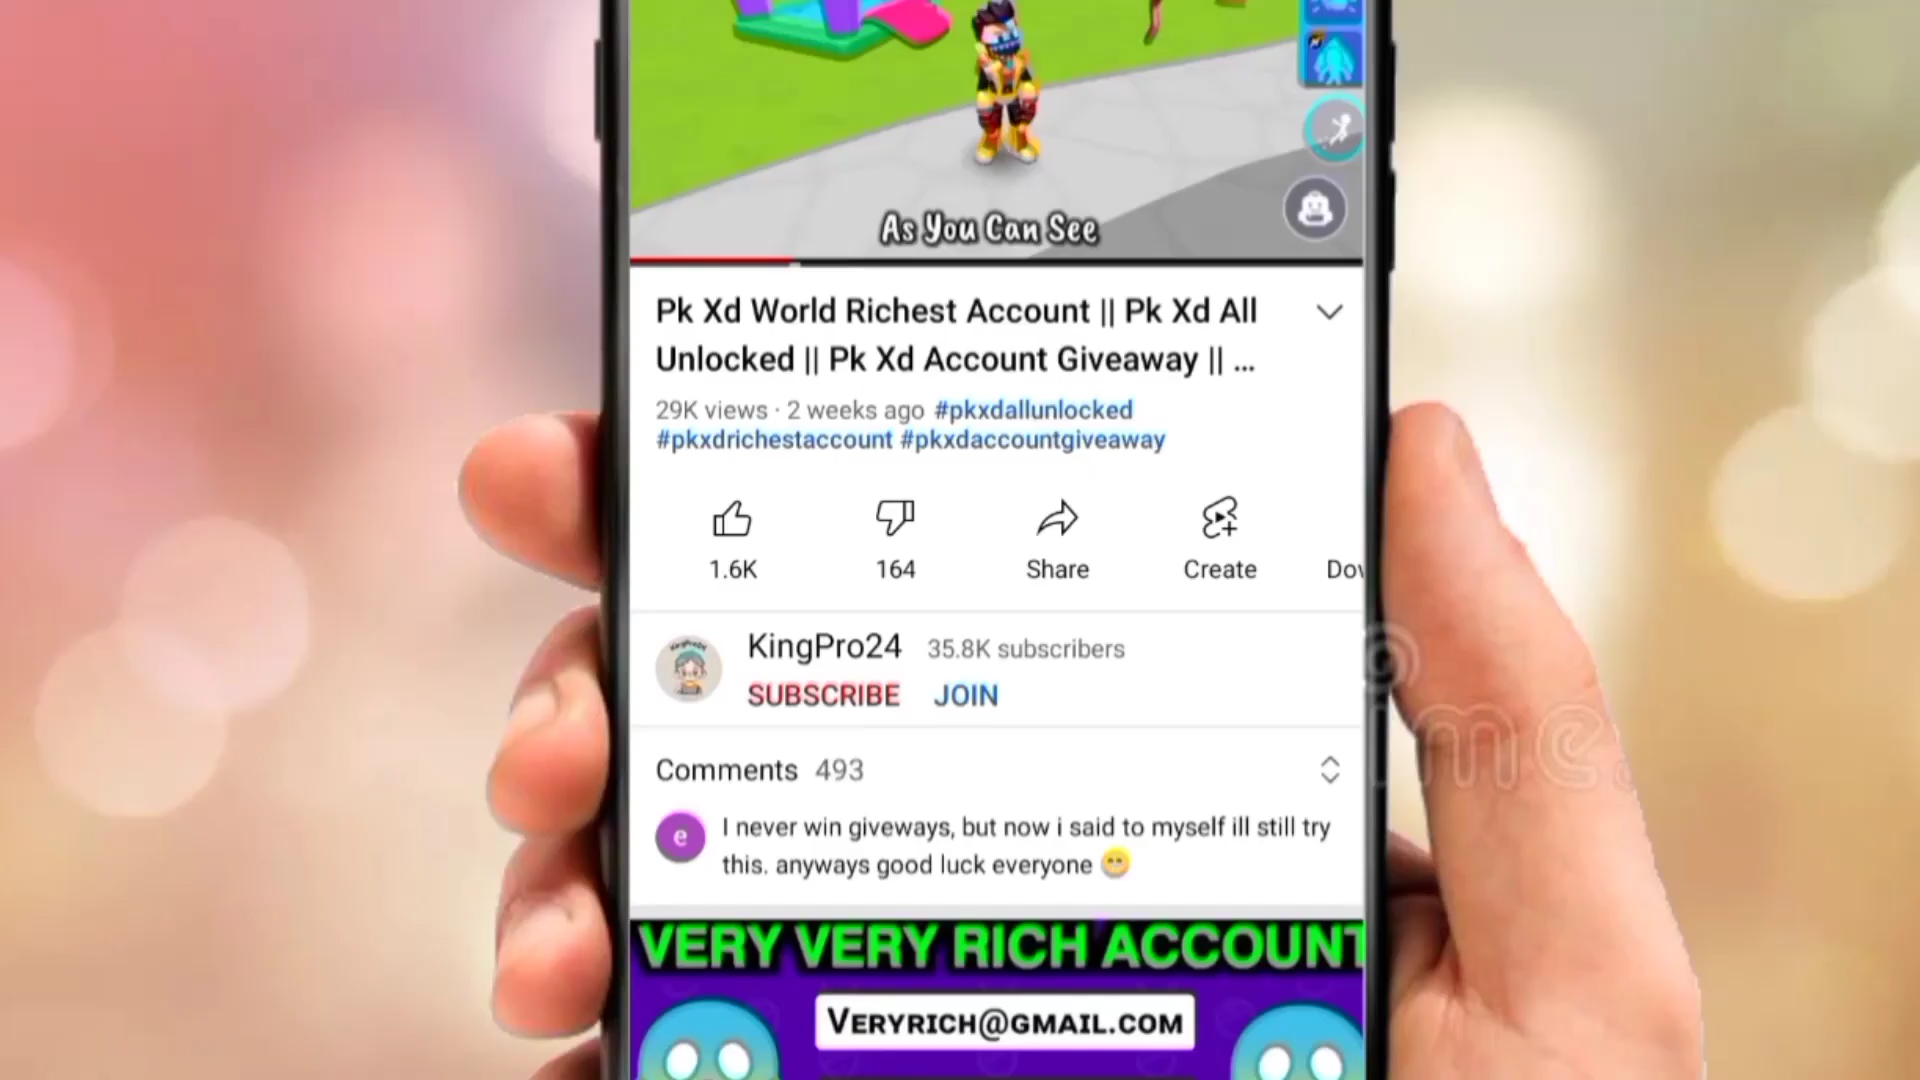 As You Can See
Pk Xd World Richest Account || Pk Xd All
Unlocked || Pk Xd Account Giveaway || ...
29K views · 2 weeks ago #pkxdallunlocked
#pkxdrichestaccount #pkxdaccountgiveaway
1.6K 164 Share Create Dow
KingPro24 35.8K subscribers
SUBSCRIBE JOIN
Comments 493
e
I never win giveways, but now i said to myself ill still try
this. anyways good luck everyone 😁
VERY VERY RICH ACCOUNT
VERYRICH@GMAIL.COM